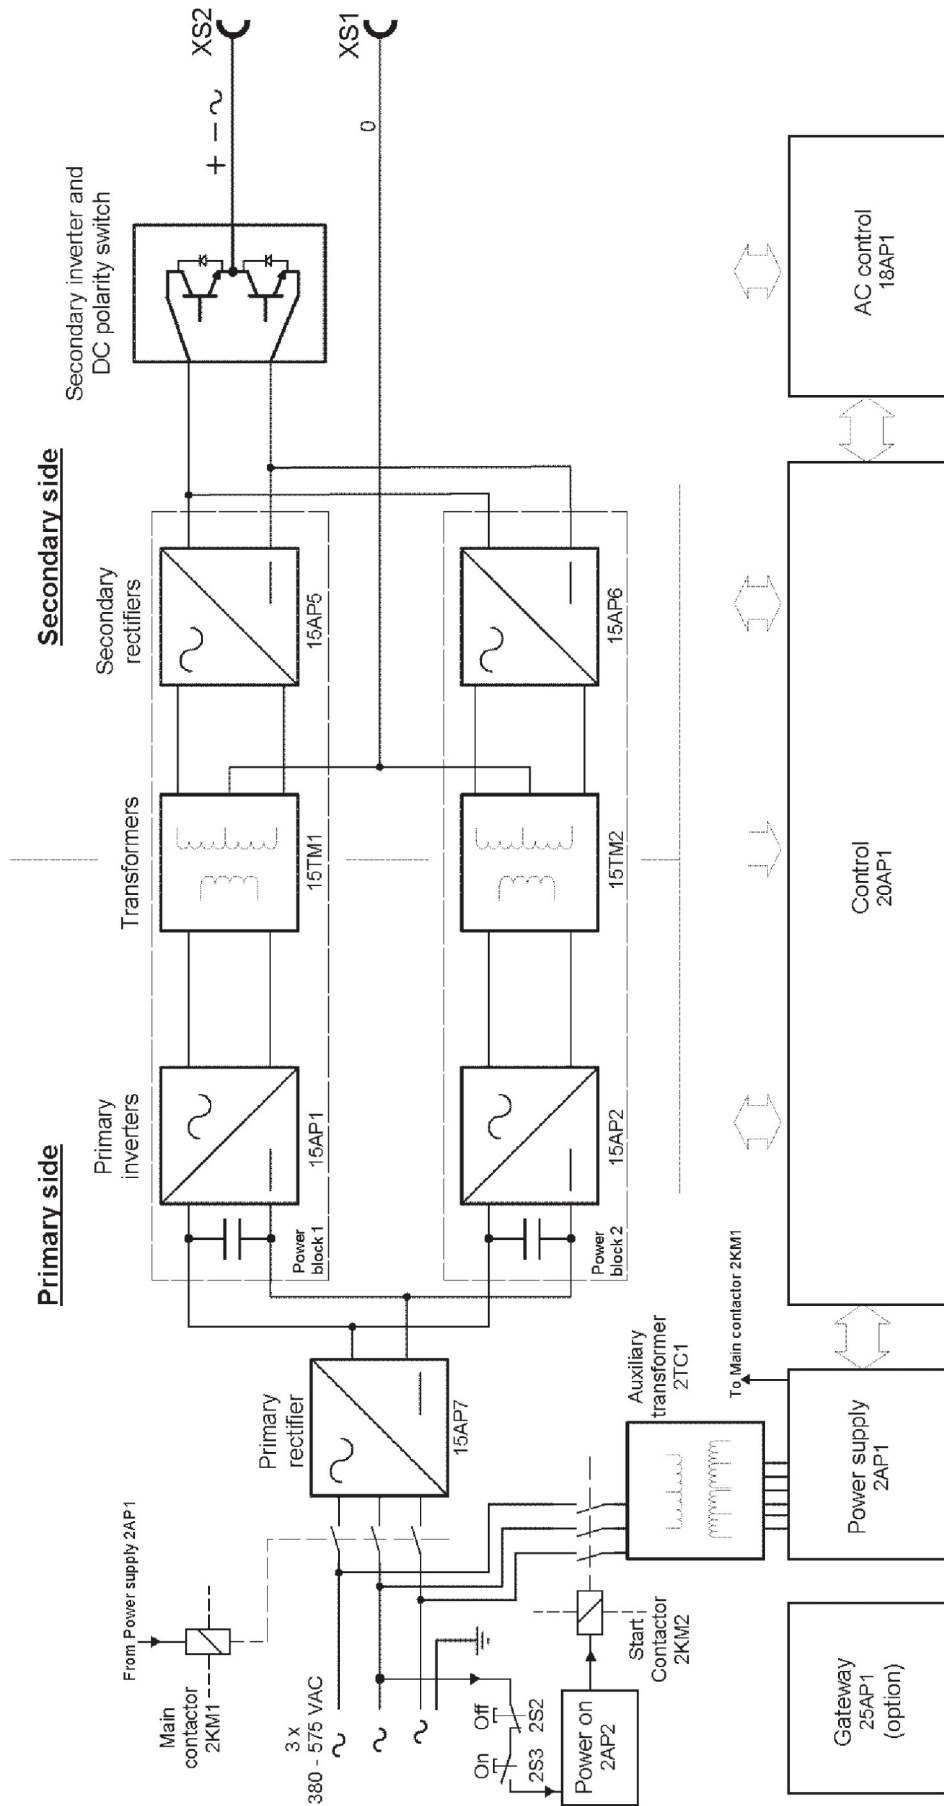 Primary side
Secondary side
From Power supply 2AP1
Main
contactor
2KM1
3 x
380 - 575 VAC
Primary
rectifier
15AP7
Primary
inverters
15AP1
Power
block 1
Transformers
15TM1
Secondary
rectifiers
15AP5
Secondary inverter and
DC polarity switch
+ − ~
XS2
0
XS1
15AP2
Power
block 2
15TM2
15AP6
Off
2S2
On
2S3
Power on
2AP2
Start
Contactor
2KM2
Auxiliary
transformer
2TC1
To Main contactor 2KM1
Gateway
25AP1
(option)
Power supply
2AP1
Control
20AP1
AC control
18AP1